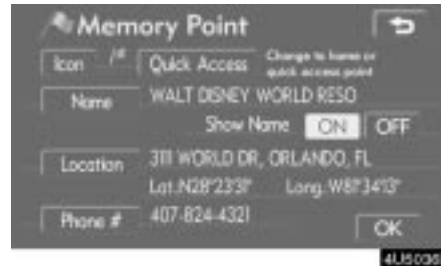 Memory Point
Icon Quick Access Change to home or quick access point
Name WALT DISNEY WORLD RESO
Show Name ON OFF
Location 3111 WORLD DR, ORLANDO, FL
Lat.N28°23'31" Long.W81°34'13"
Phone # 407-824-4321
OK
4U5036